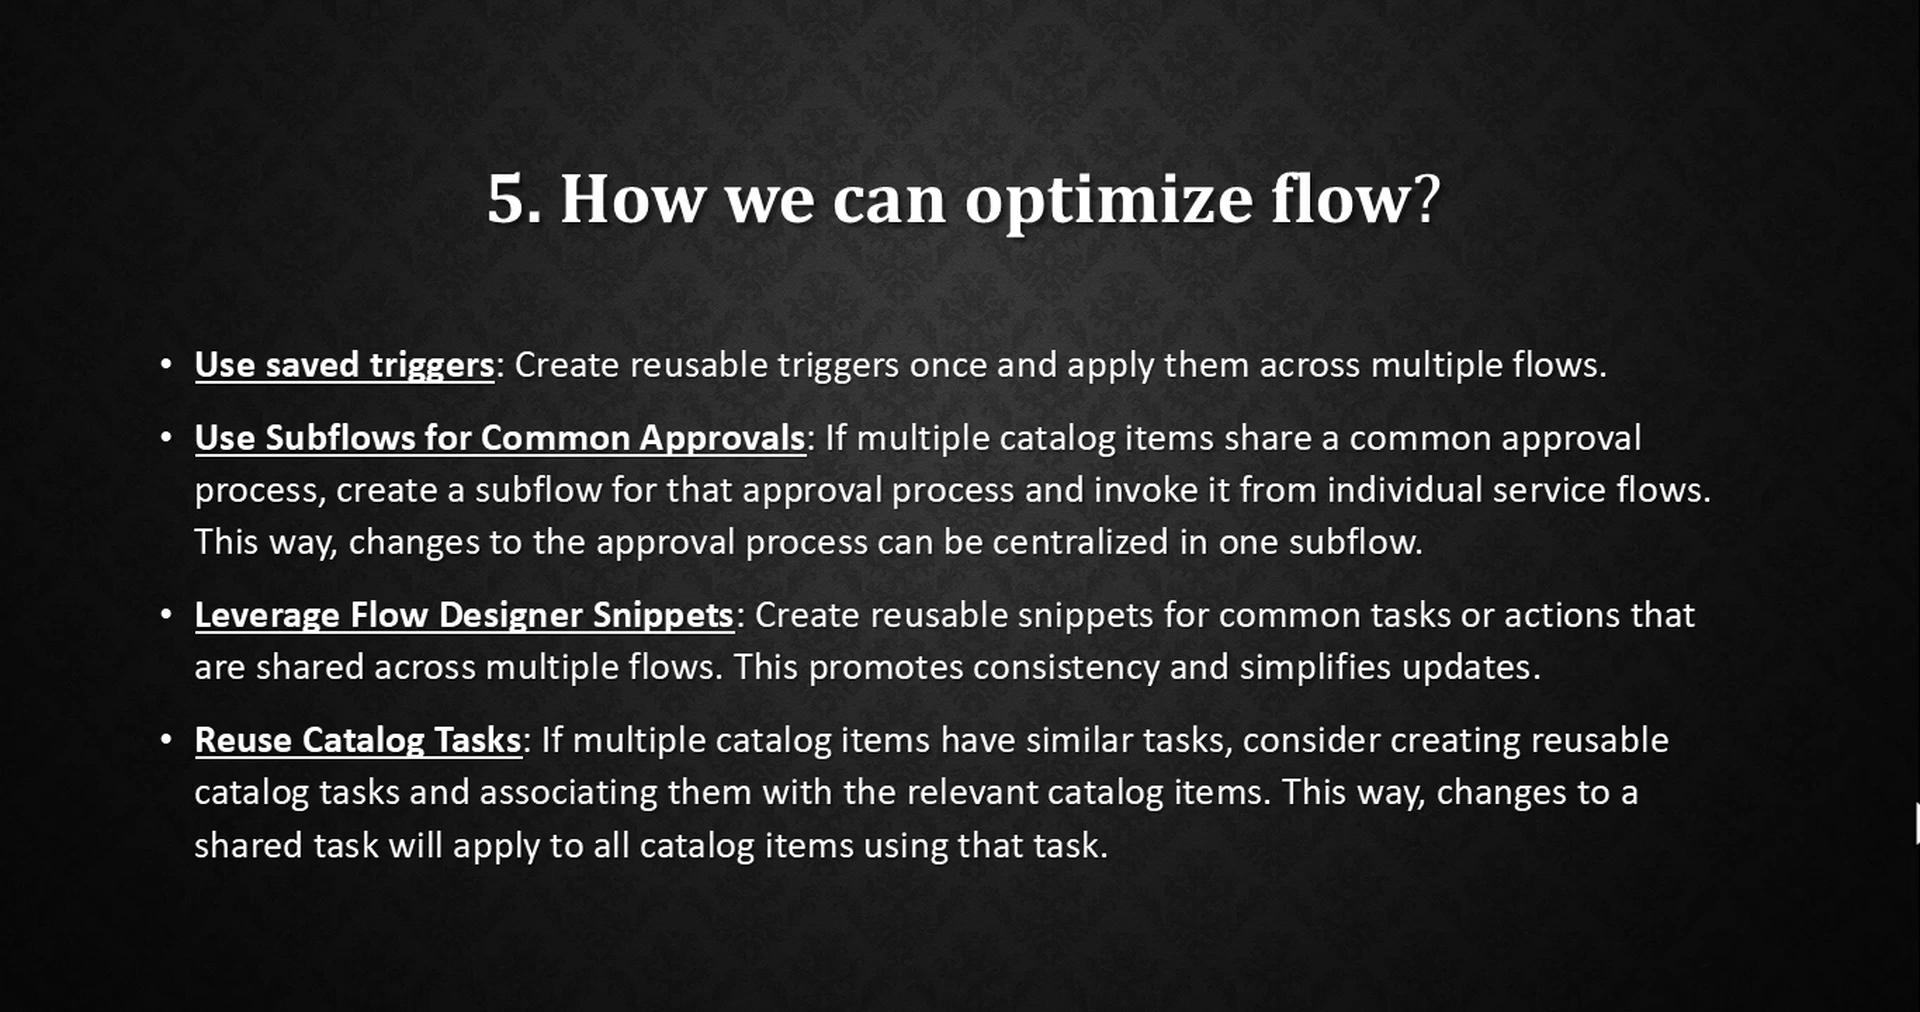 5. How we can optimize flow?
• Use saved triggers: Create reusable triggers once and apply them across multiple flows.
• Use Subflows for Common Approvals: If multiple catalog items share a common approval
process, create a subflow for that approval process and invoke it from individual service flows.
This way, changes to the approval process can be centralized in one subflow.
• Leverage Flow Designer Snippets: Create reusable snippets for common tasks or actions that
are shared across multiple flows. This promotes consistency and simplifies updates.
• Reuse Catalog Tasks: If multiple catalog items have similar tasks, consider creating reusable
catalog tasks and associating them with the relevant catalog items. This way, changes to a
shared task will apply to all catalog items using that task.